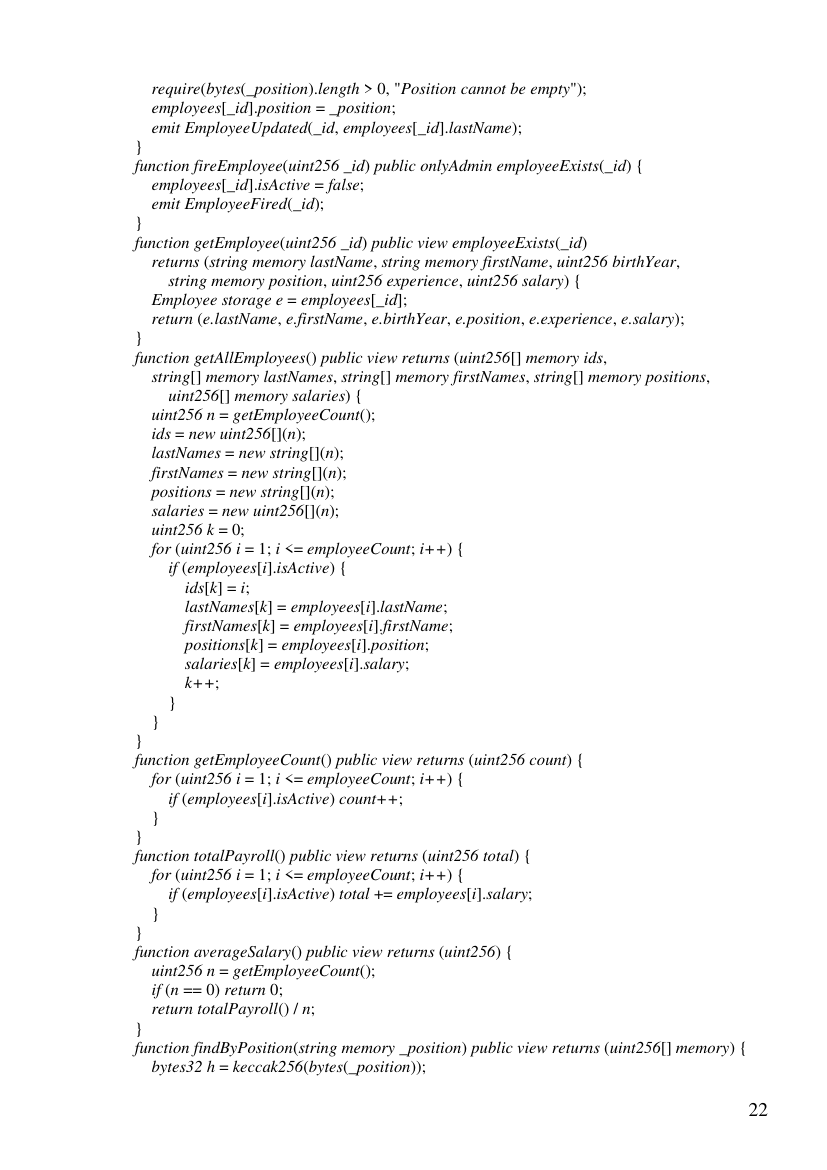 require(bytes(_position).length > 0, "Position cannot be empty");
employees[_id].position = _position;
emit EmployeeUpdated(_id, employees[_id].lastName);
}
function fireEmployee(uint256 _id) public onlyAdmin employeeExists(_id) {
employees[_id].isActive = false;
emit EmployeeFired(_id);
}
function getEmployee(uint256 _id) public view employeeExists(_id)
returns (string memory lastName, string memory firstName, uint256 birthYear,
string memory position, uint256 experience, uint256 salary) {
Employee storage e = employees[_id];
return (e.lastName, e.firstName, e.birthYear, e.position, e.experience, e.salary);
}
function getAllEmployees() public view returns (uint256[] memory ids,
string[] memory lastNames, string[] memory firstNames, string[] memory positions,
uint256[] memory salaries) {
uint256 n = getEmployeeCount();
ids = new uint256[](n);
lastNames = new string[](n);
firstNames = new string[](n);
positions = new string[](n);
salaries = new uint256[](n);
uint256 k = 0;
for (uint256 i = 1; i <= employeeCount; i++) {
if (employees[i].isActive) {
ids[k] = i;
lastNames[k] = employees[i].lastName;
firstNames[k] = employees[i].firstName;
positions[k] = employees[i].position;
salaries[k] = employees[i].salary;
k++;
}
}
}
function getEmployeeCount() public view returns (uint256 count) {
for (uint256 i = 1; i <= employeeCount; i++) {
if (employees[i].isActive) count++;
}
}
function totalPayroll() public view returns (uint256 total) {
for (uint256 i = 1; i <= employeeCount; i++) {
if (employees[i].isActive) total += employees[i].salary;
}
}
function averageSalary() public view returns (uint256) {
uint256 n = getEmployeeCount();
if (n == 0) return 0;
return totalPayroll() / n;
}
function findByPosition(string memory _position) public view returns (uint256[] memory) {
bytes32 h = keccak256(bytes(_position));
22